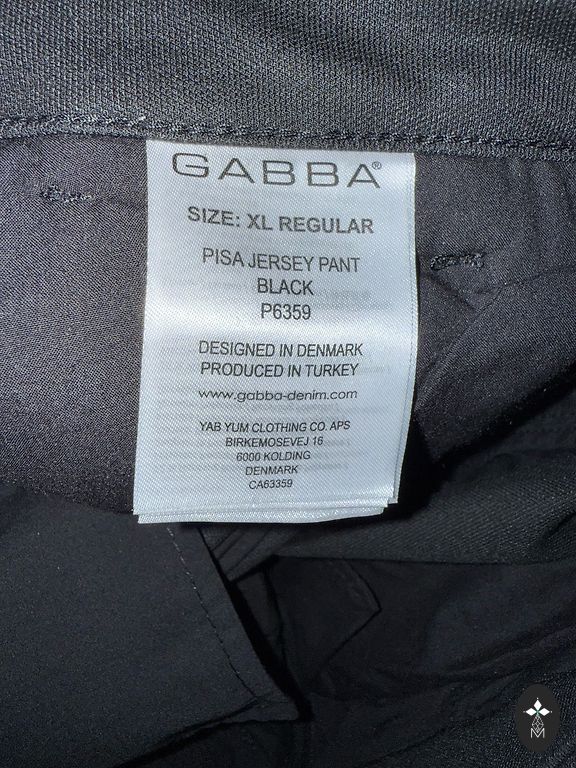 GABBA®
SIZE: XL REGULAR
PISA JERSEY PANT
BLACK
P6359
DESIGNED IN DENMARK
PRODUCED IN TURKEY
www.gabba-denim.com
YAB YUM CLOTHING CO. APS
BIRKEMOSEVEJ 16
6000 KOLDING
DENMARK
CA63359